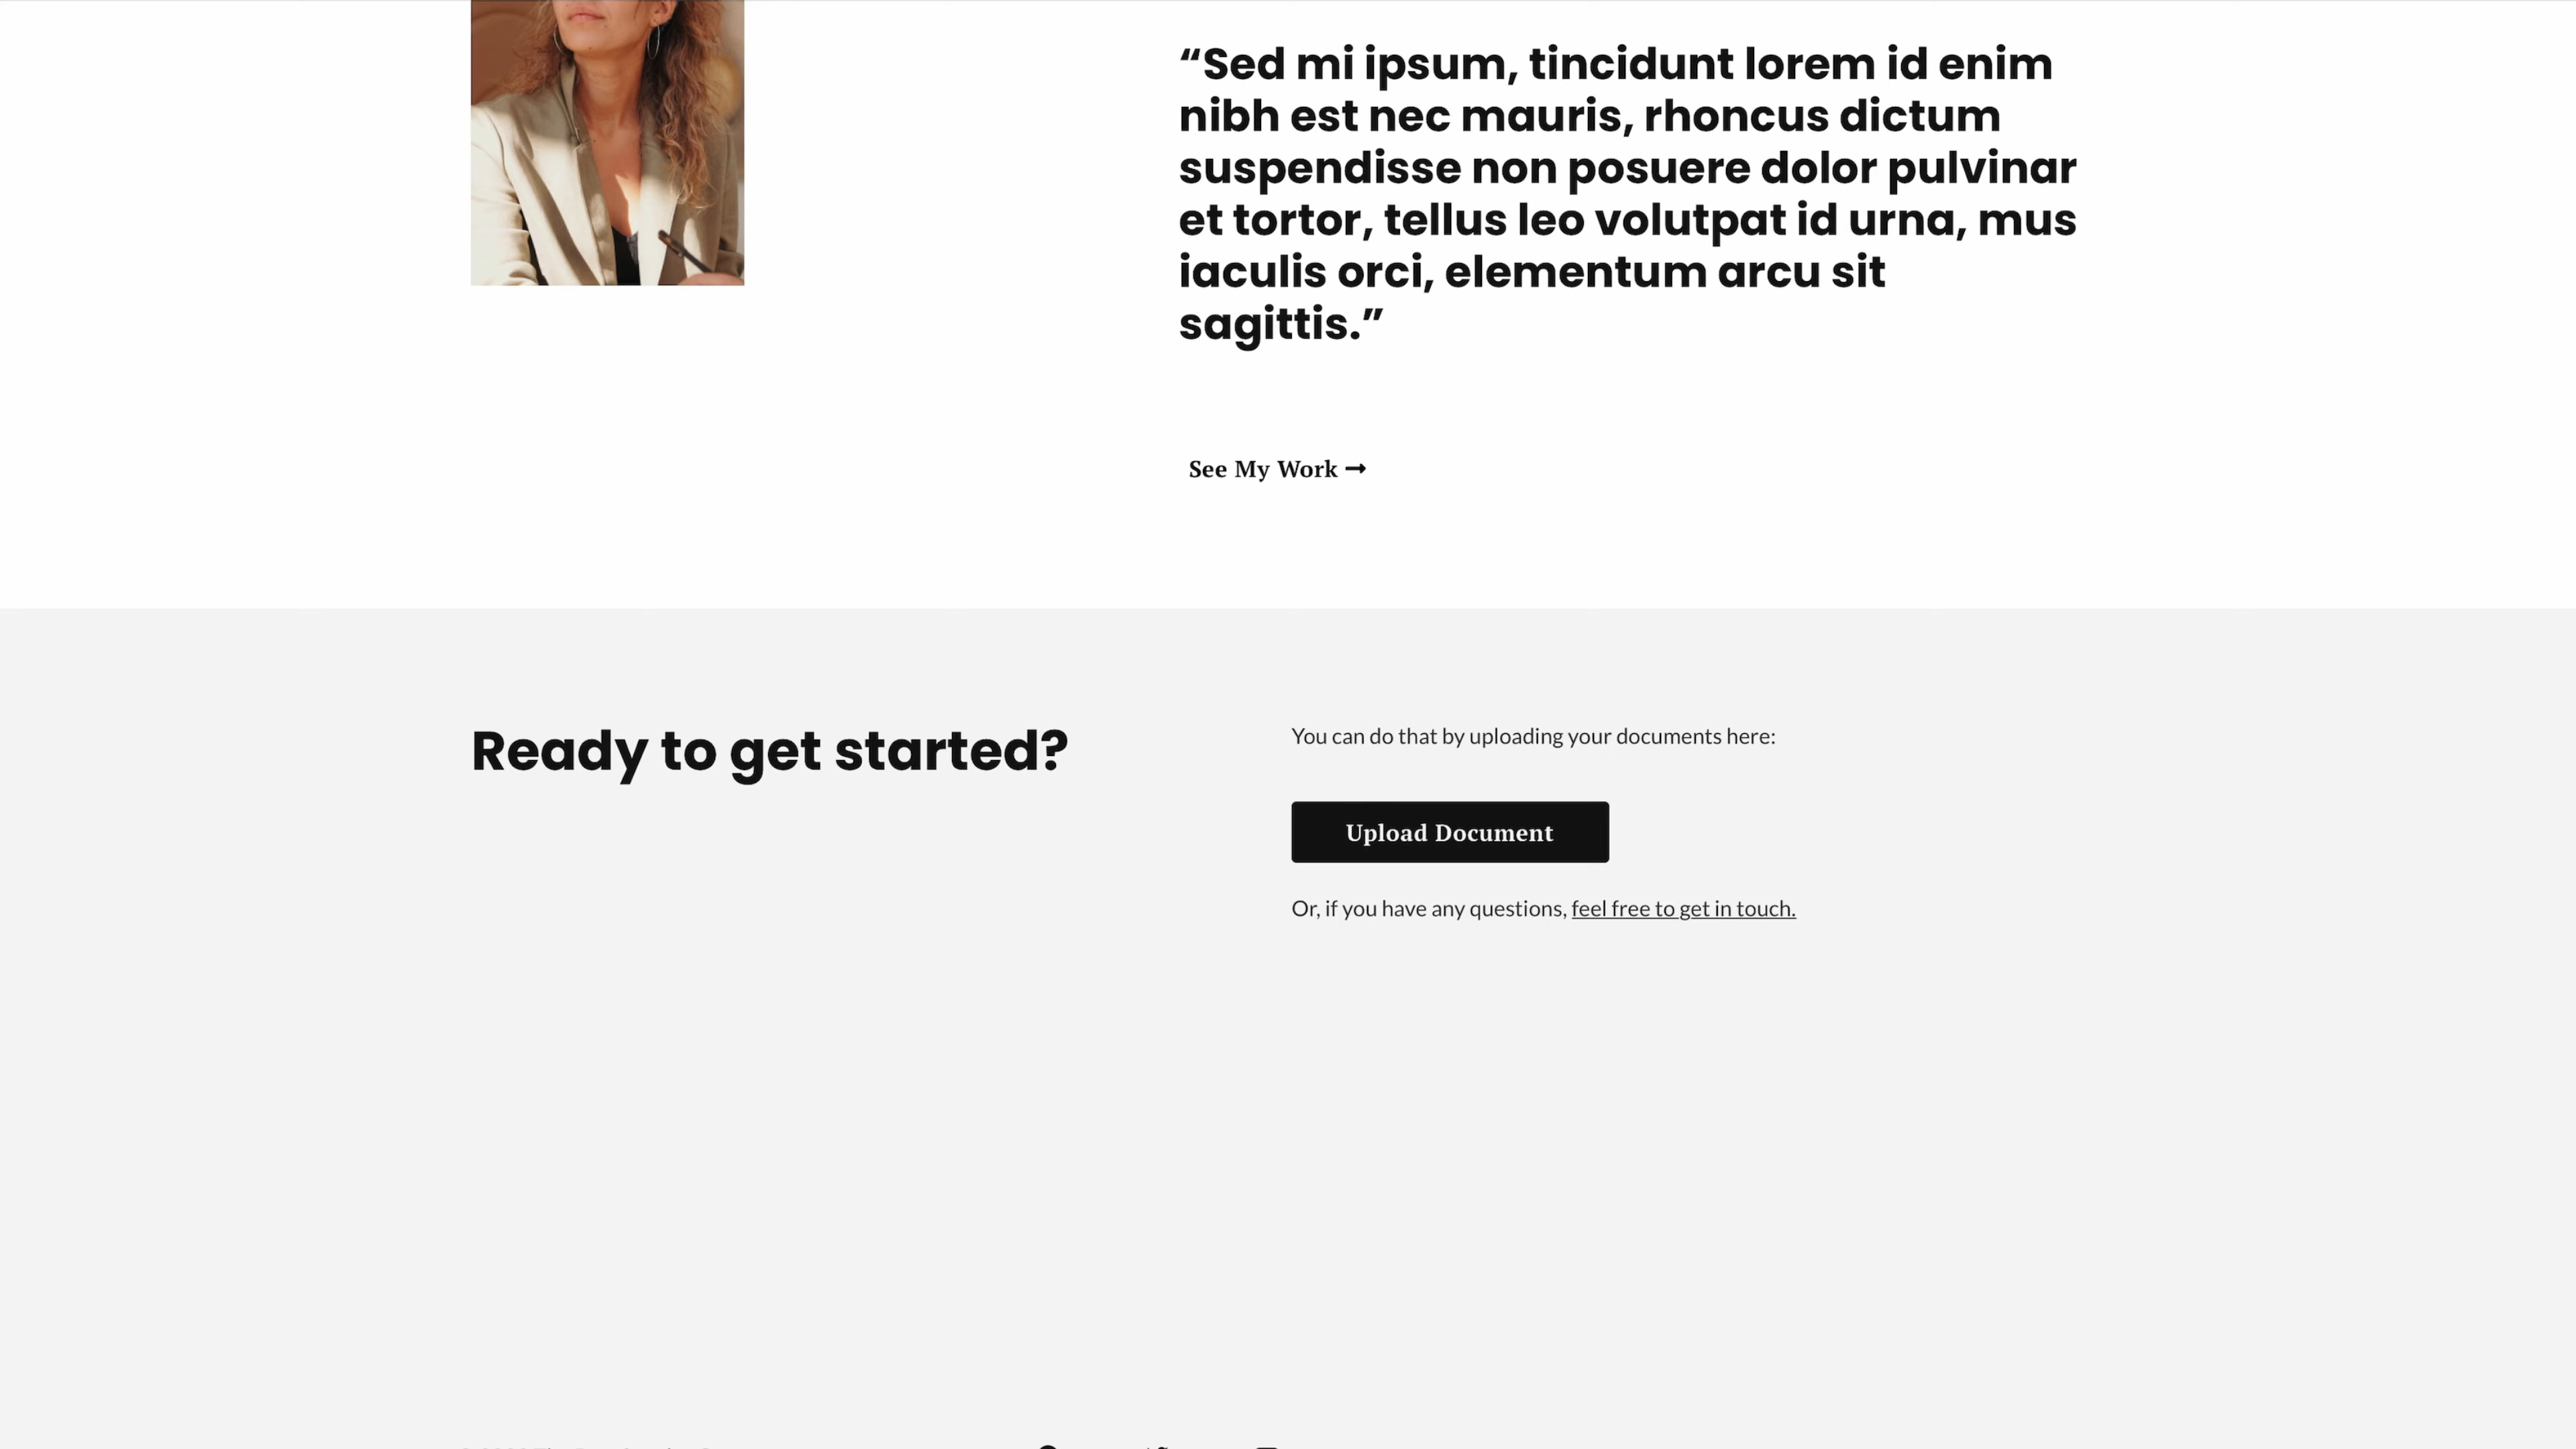 “Sed mi ipsum, tincidunt lorem id enim
nibh est nec mauris, rhoncus dictum
suspendisse non posuere dolor pulvinar
et tortor, tellus leo volutpat id urna, mus
iaculis orci, elementum arcu sit
sagittis.”
See My Work →
Ready to get started?
You can do that by uploading your documents here:
Upload Document
Or, if you have any questions, feel free to get in touch.